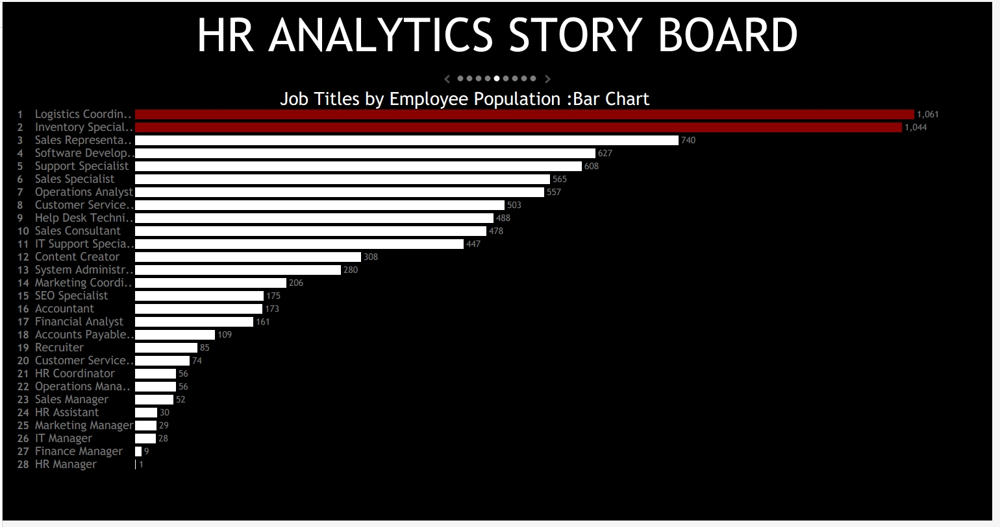 HR ANALYTICS STORY BOARD
Job Titles by Employee Population :Bar Chart
1 Logistics Coordin.. 1,061
2 Inventory Special.. 1,044
3 Sales Representa.. 740
4 Software Develop.. 627
5 Support Specialist 608
6 Sales Specialist 565
7 Operations Analyst 557
8 Customer Service.. 503
9 Help Desk Techni.. 488
10 Sales Consultant 478
11 IT Support Specia.. 447
12 Content Creator 308
13 System Administr.. 280
14 Marketing Coordi.. 206
15 SEO Specialist 175
16 Accountant 173
17 Financial Analyst 161
18 Accounts Payable.. 109
19 Recruiter 85
20 Customer Service.. 74
21 HR Coordinator 56
22 Operations Mana.. 56
23 Sales Manager 52
24 HR Assistant 30
25 Marketing Manager 29
26 IT Manager 28
27 Finance Manager 9
28 HR Manager 1